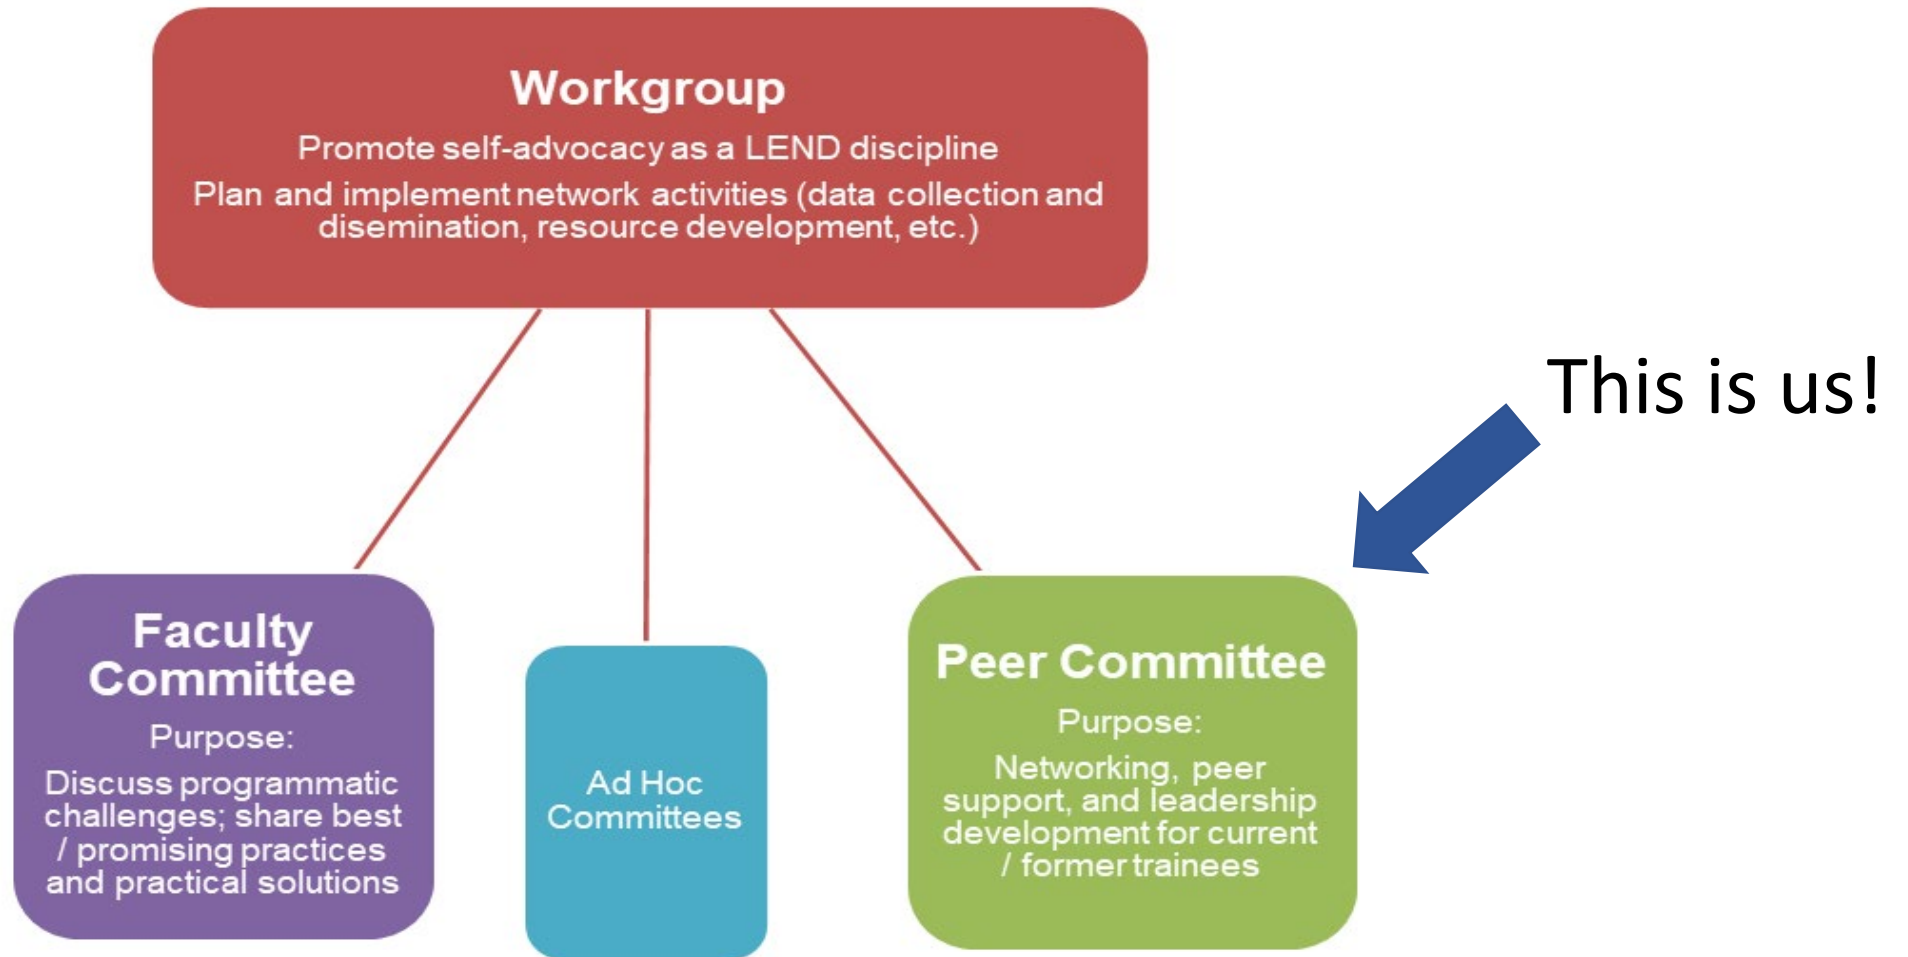 Workgroup
Promote self-advocacy as a LEND discipline
Plan and implement network activities (data collection and
disemination, resource development, etc.)
This is us!
Faculty
Committee
Purpose:
Discuss programmatic
challenges; share best
/ promising practices
and practical solutions
Ad Hoc
Committees
Peer Committee
Purpose:
Networking, peer
support, and leadership
development for current
/ former trainees